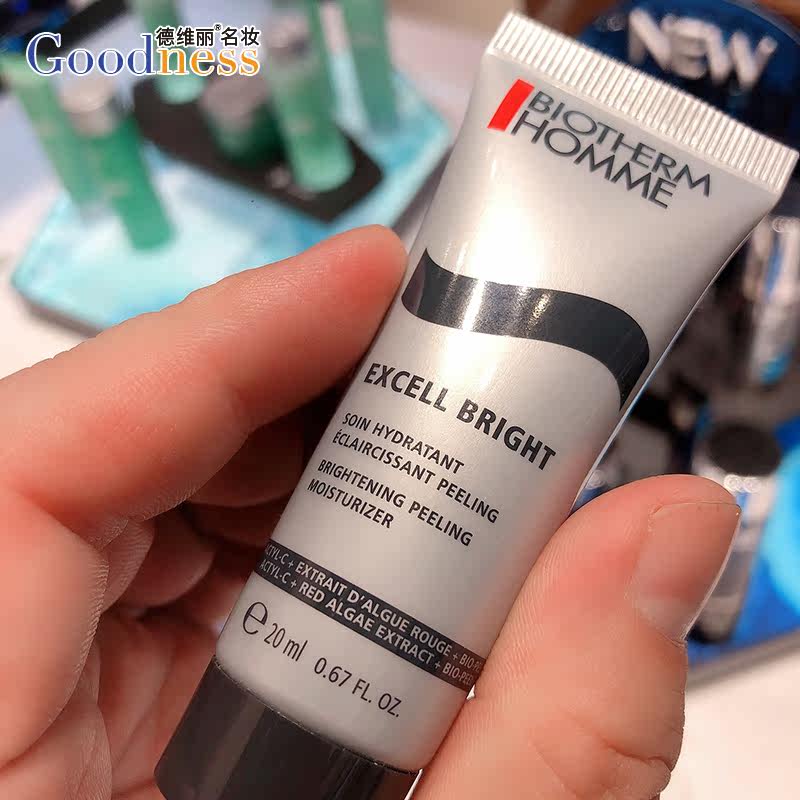 德维丽®名妆
Goodness
NEW
BIOTHERM
HOMME
EXCELL BRIGHT
SOIN HYDRATANT
ÉCLAIRCISSANT PEELING
BRIGHTENING PEELING
MOISTURIZER
+ EXTRAIT D'ALGUE ROUGE +
ACTYL-C + RED ALGAE EXTRACT +
e 20 ml 0.67 FL. OZ.